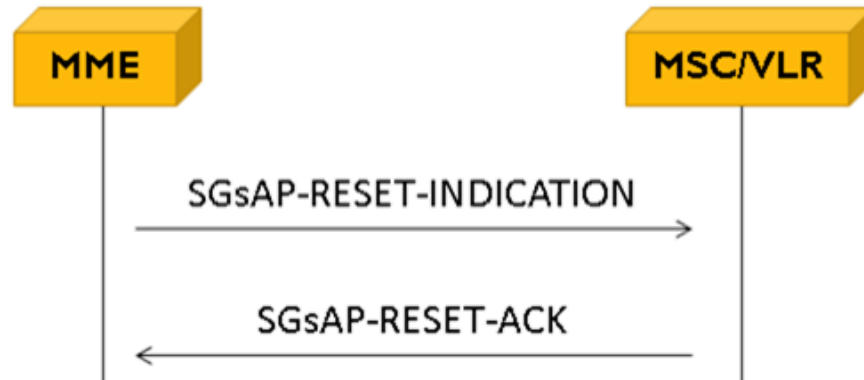 MME
MSC/VLR
SGsAP-RESET-INDICATION
SGsAP-RESET-ACK